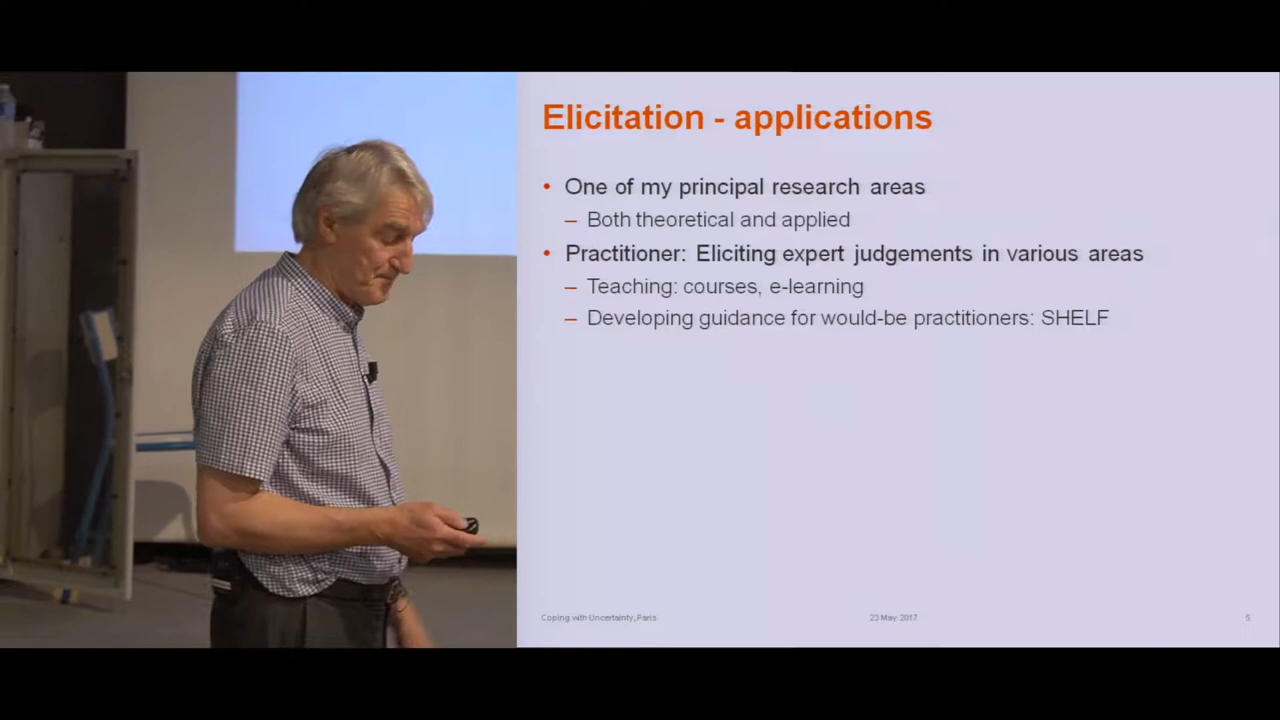 Elicitation - applications
• One of my principal research areas
– Both theoretical and applied
• Practitioner: Eliciting expert judgements in various areas
– Teaching: courses, e-learning
– Developing guidance for would-be practitioners: SHELF
Coping with Uncertainty, Paris
23 May 2017
5